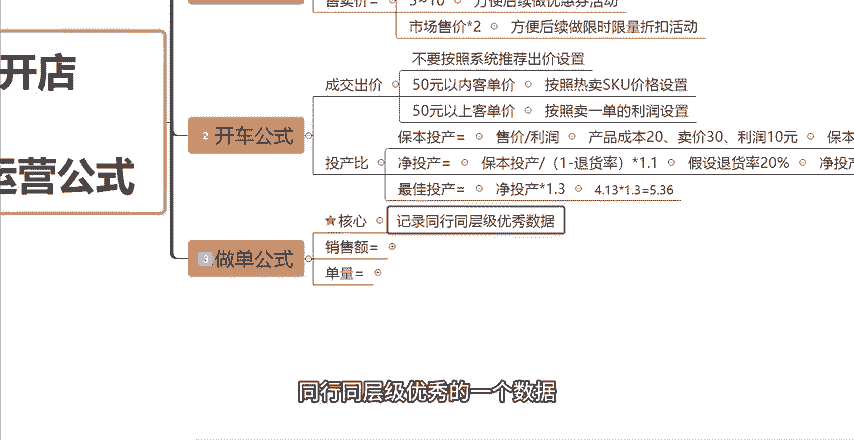 售卖价= 5~10 方便后续做优惠券活动
市场售价*2 方便后续做限时限量折扣活动
开店
运营公式
2 开车公式
成交出价
不要按照系统推荐出价设置
50元以内客单价 按照热卖SKU价格设置
50元以上客单价 按照卖一单的利润设置
投产比
保本投产= 售价/利润 产品成本20、卖价30、利润10元 保本
净投产= 保本投产/（1-退货率）*1.1 假设退货率20% 净投产
最佳投产= 净投产*1.3 4.13*1.3=5.36
3 做单公式
核心 记录同行同层级优秀数据
销售额=
单量=
同行同层级优秀的一个数据